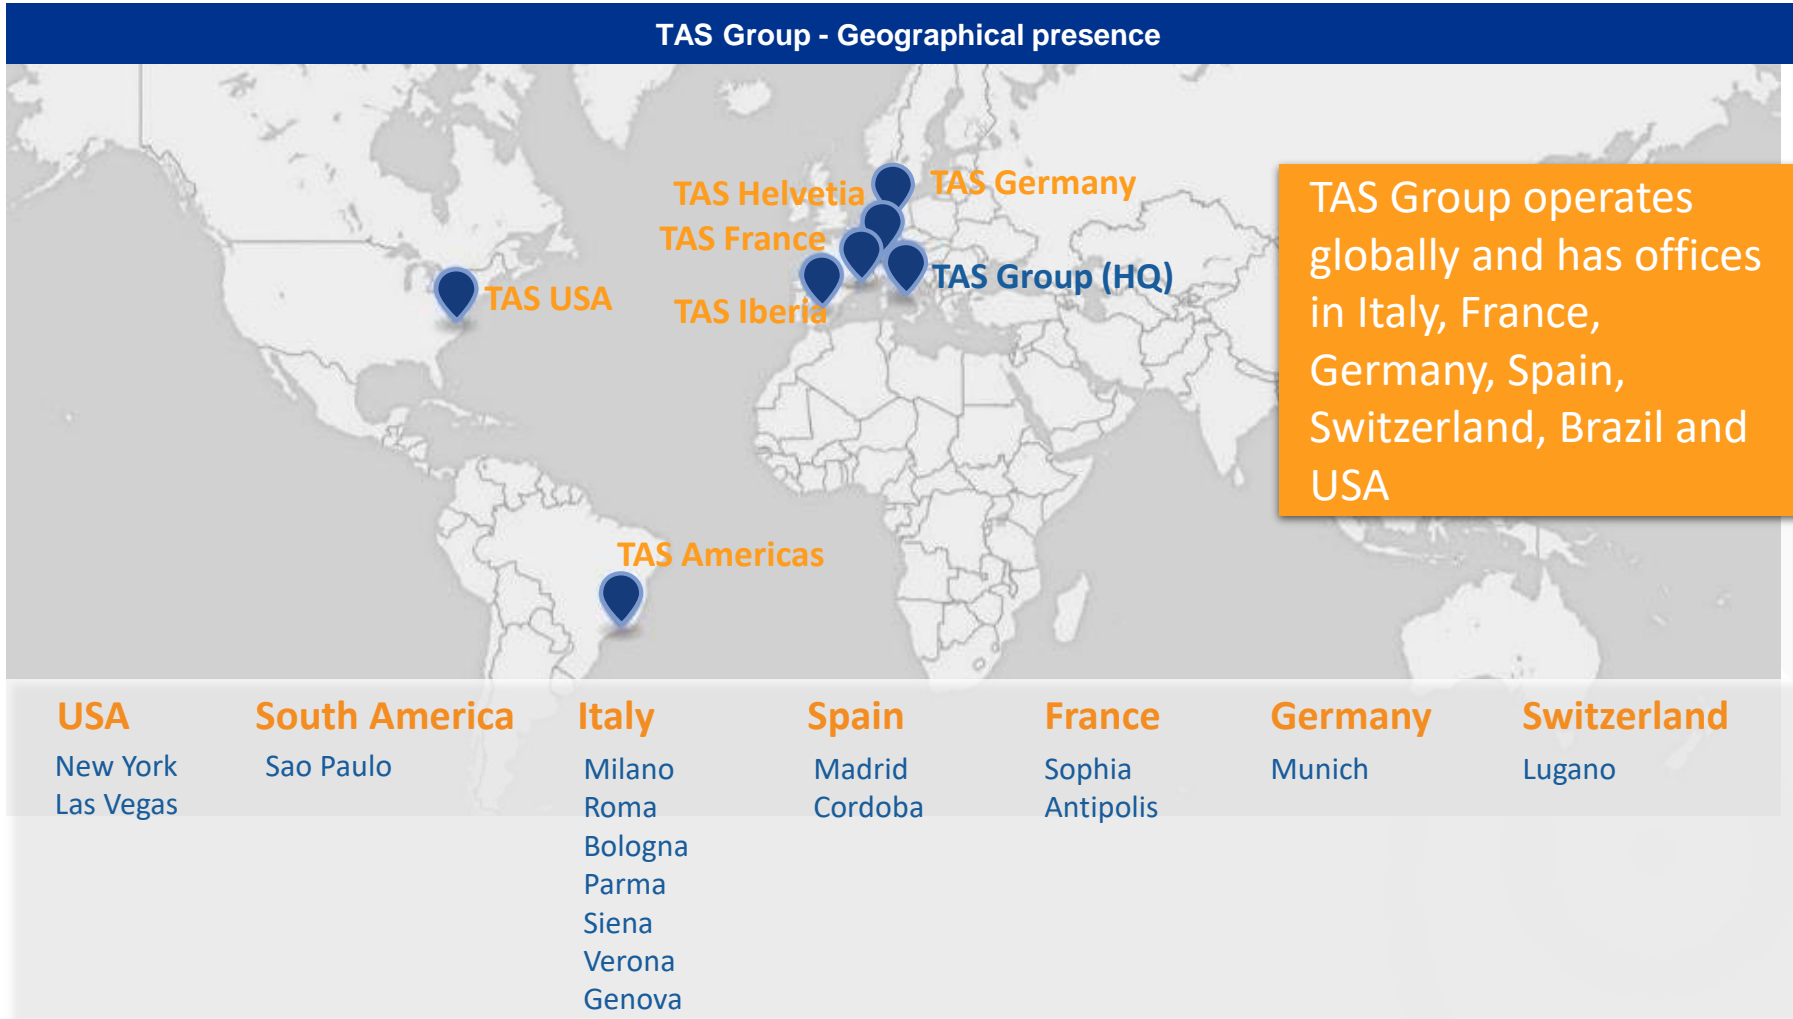 TAS Group - Geographical presence
TAS Helvetia
TAS Germany
TAS France
TAS Group (HQ)
TAS USA
TAS Iberia
TAS Americas
TAS Group operates
globally and has offices
in Italy, France,
Germany, Spain,
Switzerland, Brazil and
USA
USA
New York
Las Vegas
South America
Sao Paulo
Italy
Milano
Roma
Bologna
Parma
Siena
Verona
Genova
Spain
Madrid
Cordoba
France
Sophia
Antipolis
Germany
Munich
Switzerland
Lugano